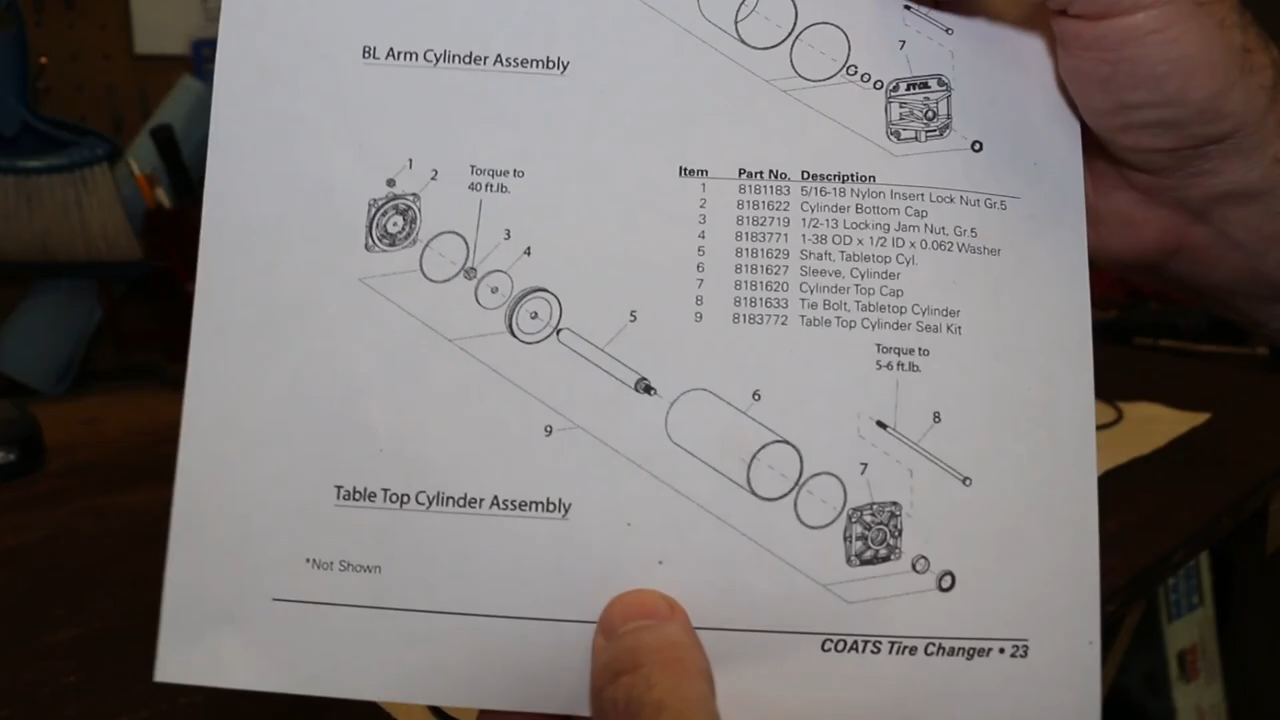 BL Arm Cylinder Assembly
7
1
2
Torque to
40 ft.lb.
3
4
5
6
7
8
9
Item Part No. Description
1 8181183 5/16-18 Nylon Insert Lock Nut Gr.5
2 8181622 Cylinder Bottom Cap
3 8182719 1/2-13 Locking Jam Nut, Gr.5
4 8183771 1-38 OD x 1/2 ID x 0.062 Washer
5 8181629 Shaft, Tabletop Cyl.
6 8181627 Sleeve, Cylinder
7 8181620 Cylinder Top Cap
8 8181633 Tie Bolt, Tabletop Cylinder
9 8183772 Table Top Cylinder Seal Kit
Torque to
5-6 ft.lb.
Table Top Cylinder Assembly
*Not Shown
COATS Tire Changer • 23